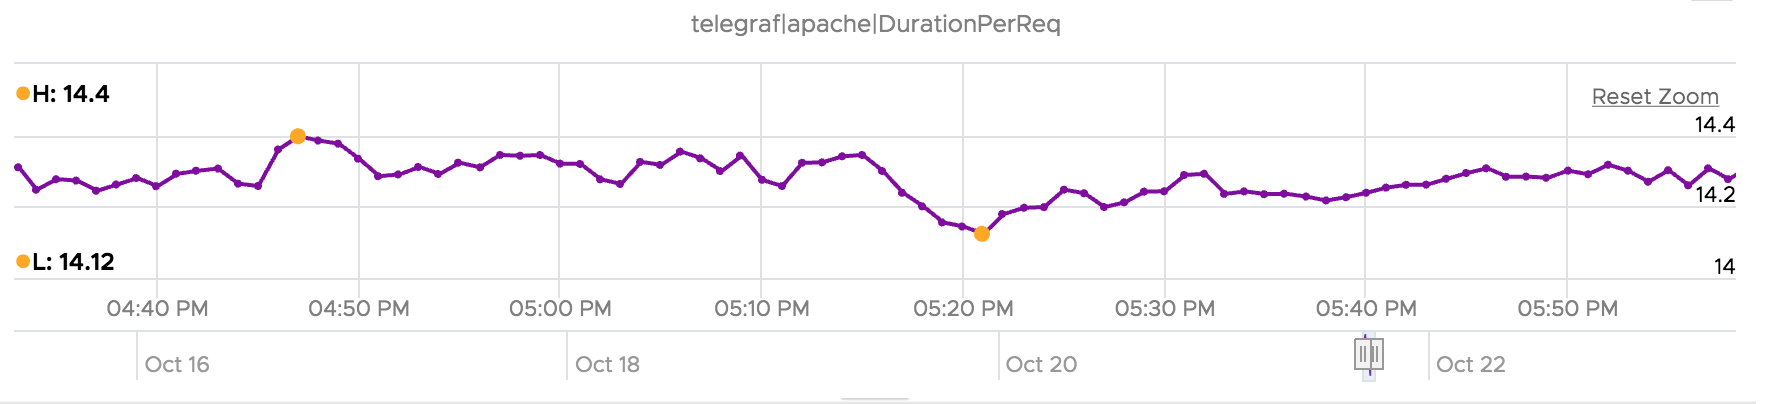 telegraf|apache|DurationPerReq
H: 14.4
Reset Zoom
14.4
14.2
L: 14.12
14
04:40 PM 04:50 PM 05:00 PM 05:10 PM 05:20 PM 05:30 PM 05:40 PM 05:50 PM
Oct 16 Oct 18 Oct 20 Oct 22